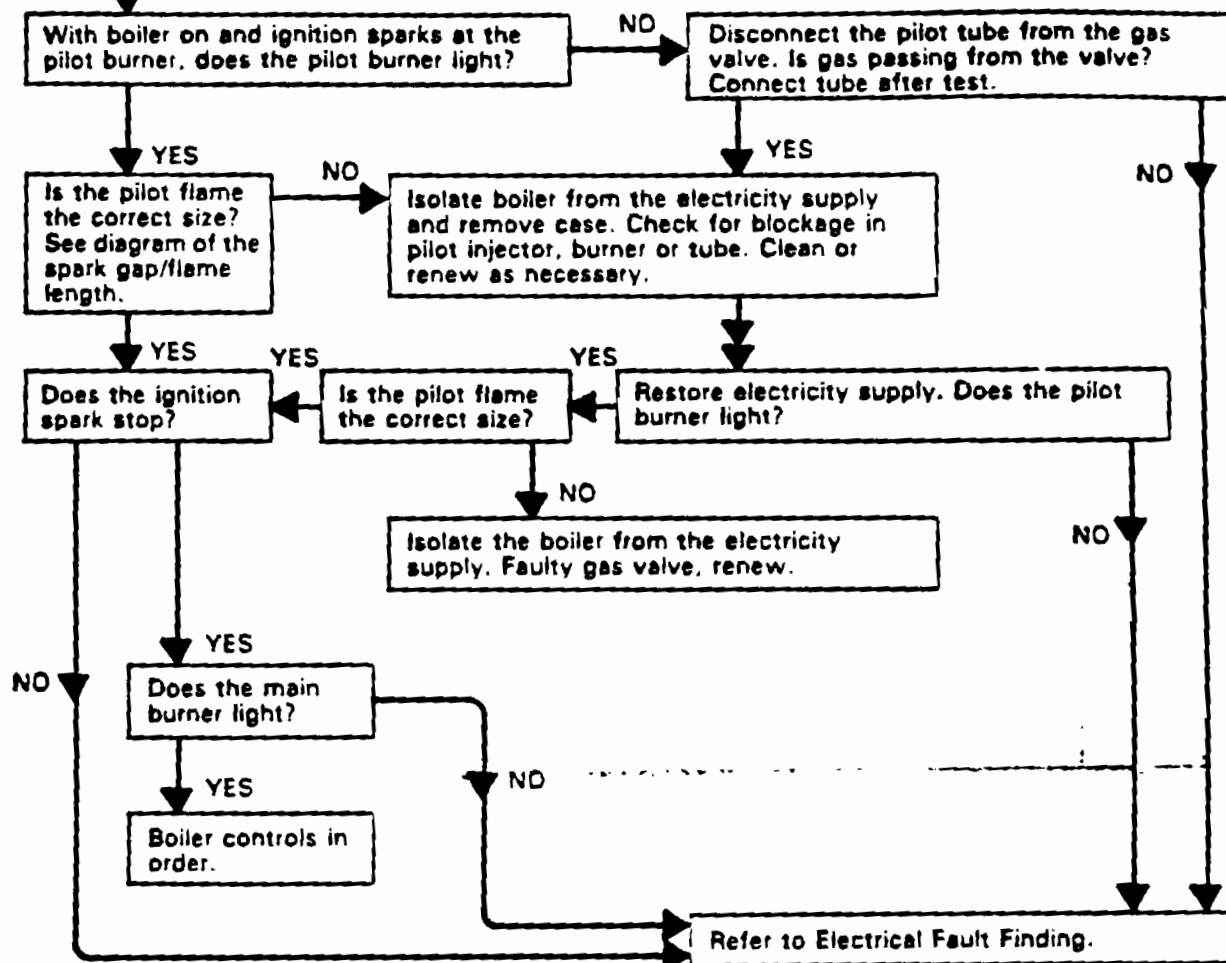 With boiler on and ignition sparks at the
pilot burner, does the pilot burner light?
NO
Disconnect the pilot tube from the gas
valve. Is gas passing from the valve?
Connect tube after test.
YES
YES
NO
Is the pilot flame
the correct size?
See diagram of the
spark gap/flame
length.
NO
Isolate boiler from the electricity supply
and remove case. Check for blockage in
pilot injector, burner or tube. Clean or
renew as necessary.
YES
Does the ignition
spark stop?
YES
Is the pilot flame
the correct size?
YES
Restore electricity supply. Does the pilot
burner light?
NO
Isolate the boiler from the electricity
supply. Faulty gas valve, renew.
NO
YES
NO
Does the main
burner light?
YES
NO
Boiler controls in
order.
Refer to Electrical Fault Finding.